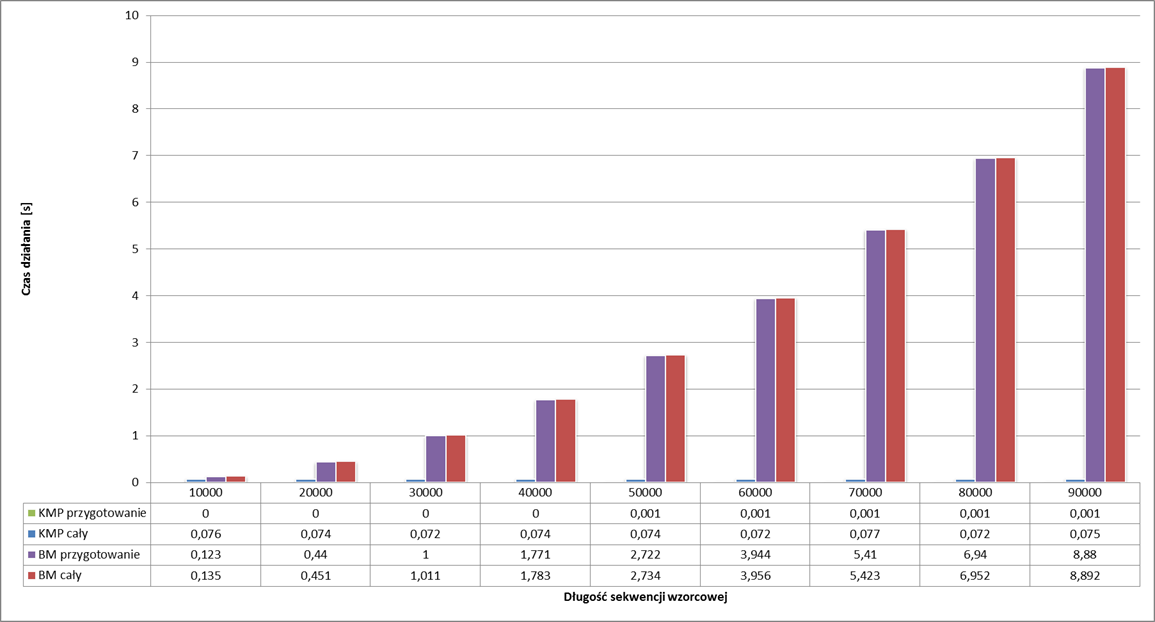 10
9
8
7
6
5
4
3
2
1
0
Czas działania [s]
10000 20000 30000 40000 50000 60000 70000 80000 90000
KMP przygotowanie 0 0 0 0 0,001 0,001 0,001 0,001 0,001
KMP cały 0,076 0,074 0,072 0,074 0,074 0,072 0,077 0,072 0,075
BM przygotowanie 0,123 0,44 1 1,771 2,722 3,944 5,41 6,94 8,88
BM cały 0,135 0,451 1,011 1,783 2,734 3,956 5,423 6,952 8,892
Długość sekwencji wzorcowej